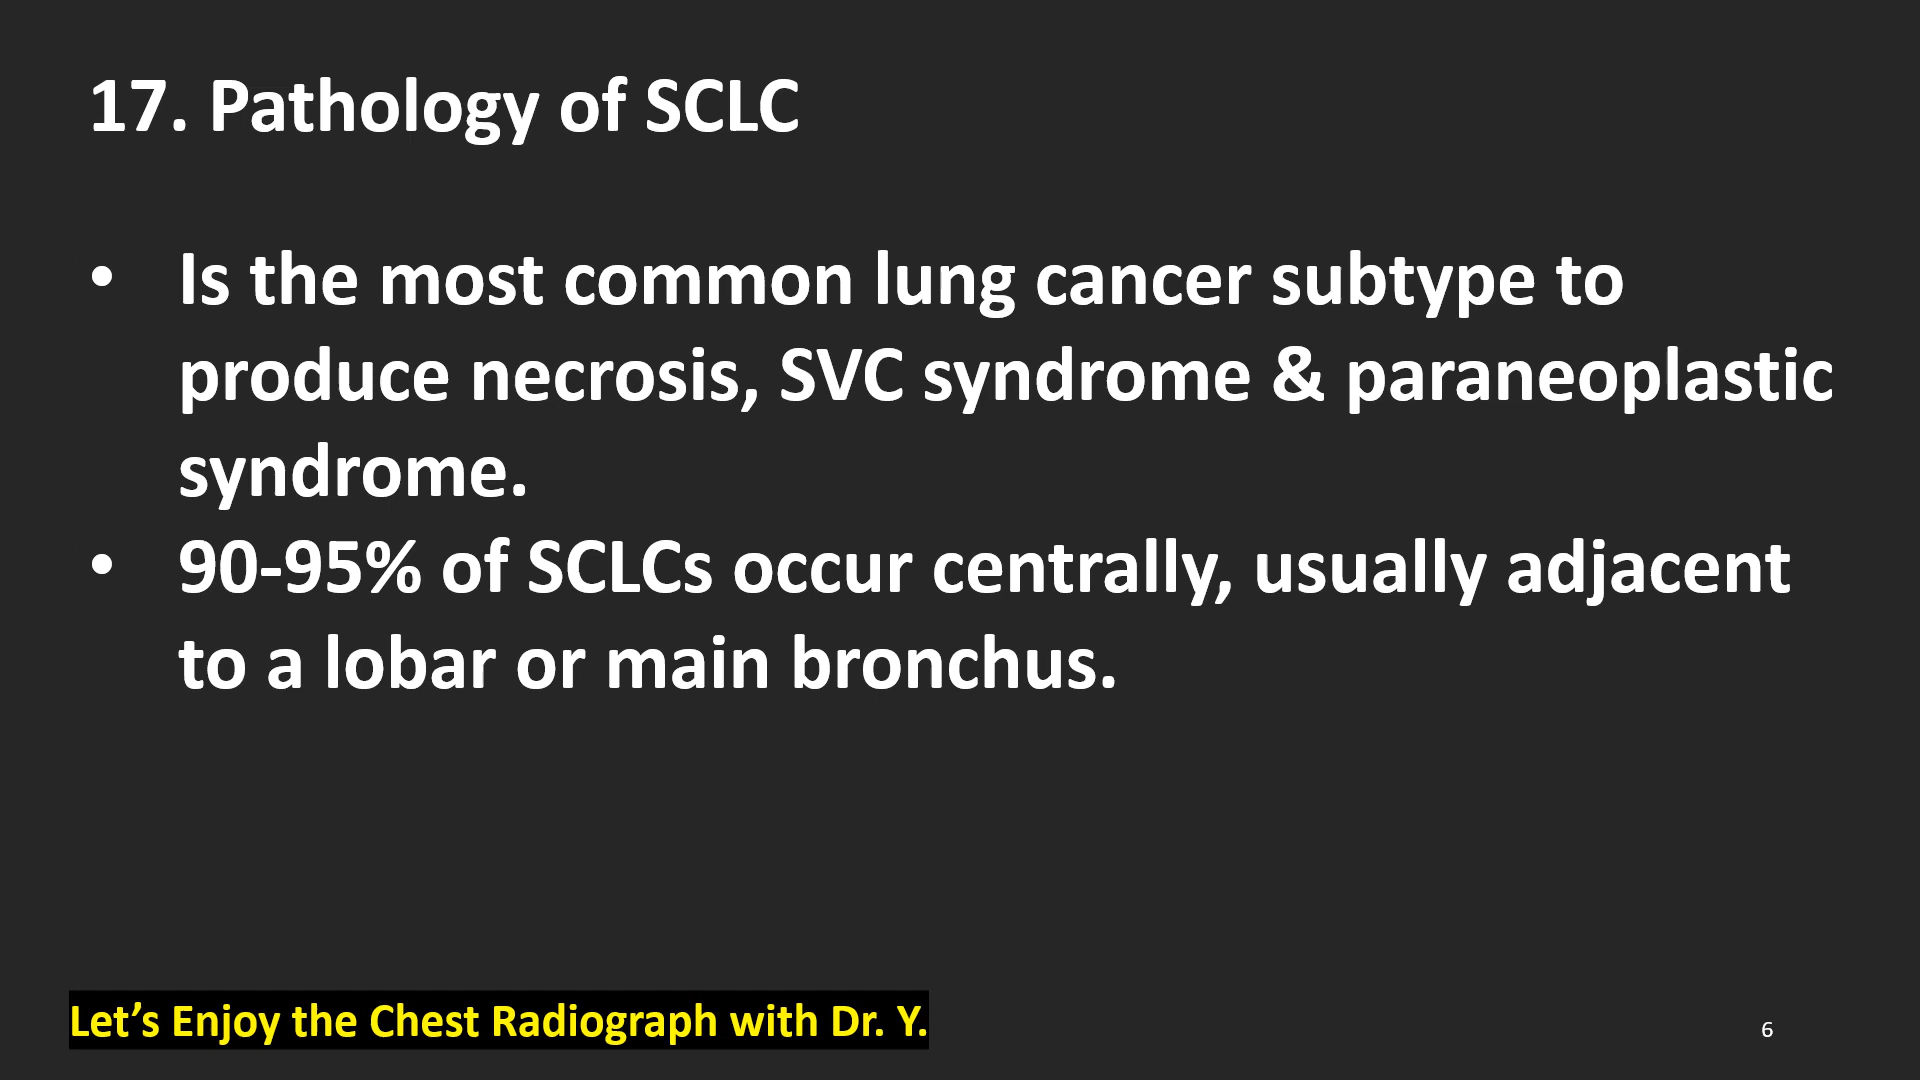 17. Pathology of SCLC
• Is the most common lung cancer subtype to
produce necrosis, SVC syndrome & paraneoplastic
syndrome.
• 90-95% of SCLCs occur centrally, usually adjacent
to a lobar or main bronchus.
Let’s Enjoy the Chest Radiograph with Dr. Y.
6